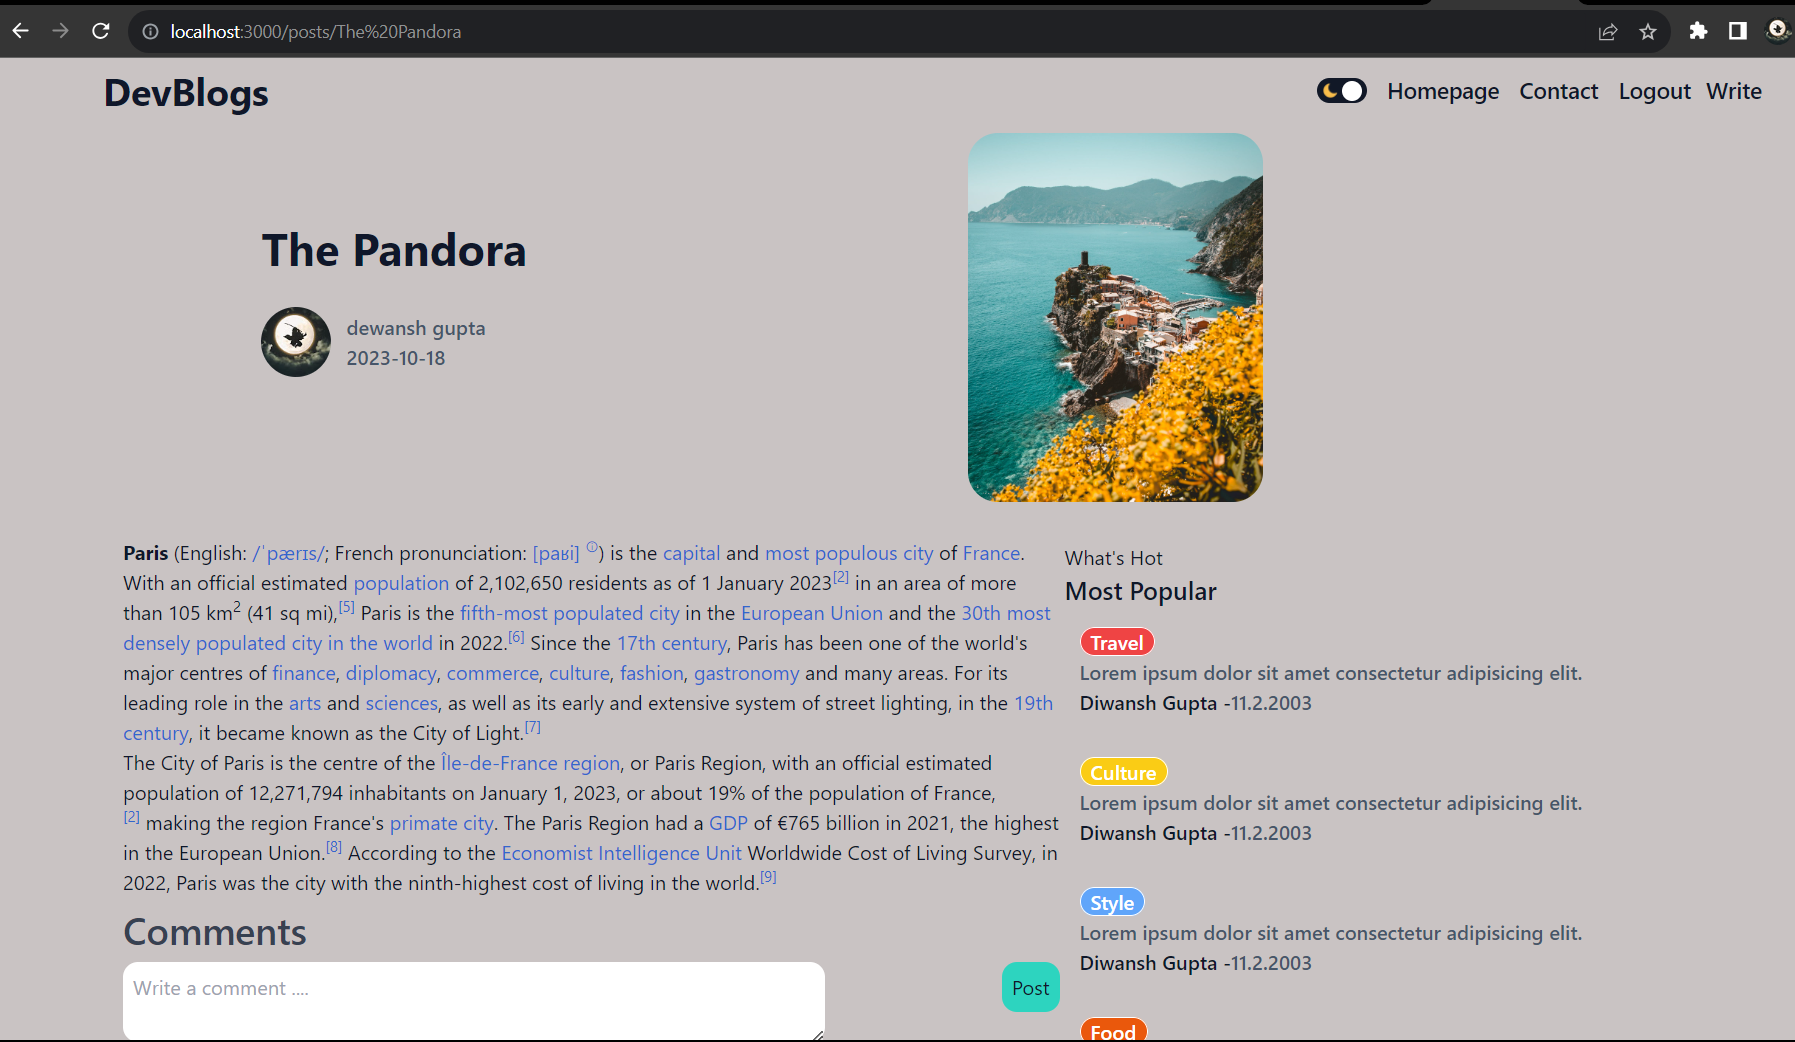 localhost:3000/posts/The%20Pandora
DevBlogs
Homepage Contact Logout Write
The Pandora
dewansh gupta
2023-10-18
Paris (English: /ˈpærɪs/; French pronunciation: [paʁi] ⓘ) is the capital and most populous city of France.
With an official estimated population of 2,102,650 residents as of 1 January 2023[2] in an area of more
than 105 km2 (41 sq mi),[5] Paris is the fifth-most populated city in the European Union and the 30th most
densely populated city in the world in 2022.[6] Since the 17th century, Paris has been one of the world's
major centres of finance, diplomacy, commerce, culture, fashion, gastronomy and many areas. For its
leading role in the arts and sciences, as well as its early and extensive system of street lighting, in the 19th
century, it became known as the City of Light.[7]
The City of Paris is the centre of the Île-de-France region, or Paris Region, with an official estimated
population of 12,271,794 inhabitants on January 1, 2023, or about 19% of the population of France,
[2] making the region France's primate city. The Paris Region had a GDP of €765 billion in 2021, the highest
in the European Union.[8] According to the Economist Intelligence Unit Worldwide Cost of Living Survey, in
2022, Paris was the city with the ninth-highest cost of living in the world.[9]
Comments
Write a comment ....
Post
What's Hot
Most Popular
Travel
Lorem ipsum dolor sit amet consectetur adipisicing elit.
Diwansh Gupta -11.2.2003
Culture
Lorem ipsum dolor sit amet consectetur adipisicing elit.
Diwansh Gupta -11.2.2003
Style
Lorem ipsum dolor sit amet consectetur adipisicing elit.
Diwansh Gupta -11.2.2003
Food